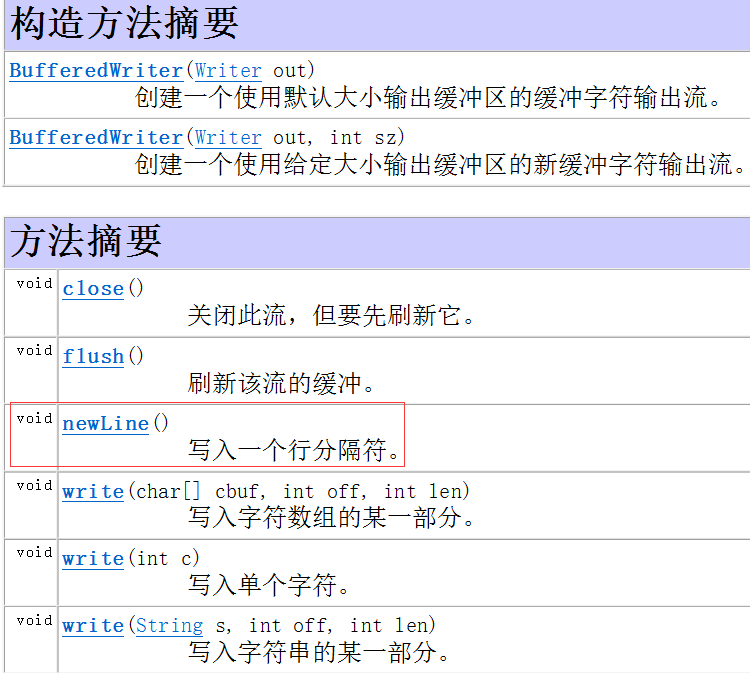 构造方法摘要
BufferedWriter(Writer out)
创建一个使用默认大小输出缓冲区的缓冲字符输出流。
BufferedWriter(Writer out, int sz)
创建一个使用给定大小输出缓冲区的新缓冲字符输出流。
方法摘要
void close()
关闭此流，但要先刷新它。
void flush()
刷新该流的缓冲。
void newLine()
写入一个行分隔符。
void write(char[] cbuf, int off, int len)
写入字符数组的某一部分。
void write(int c)
写入单个字符。
void write(String s, int off, int len)
写入字符串的某一部分。